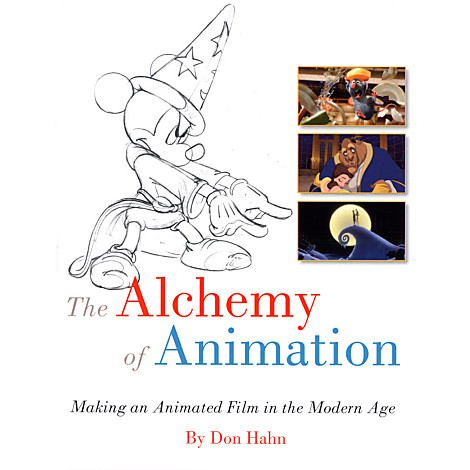 The Alchemy
of Animation
Making an Animated Film in the Modern Age
By Don Hahn